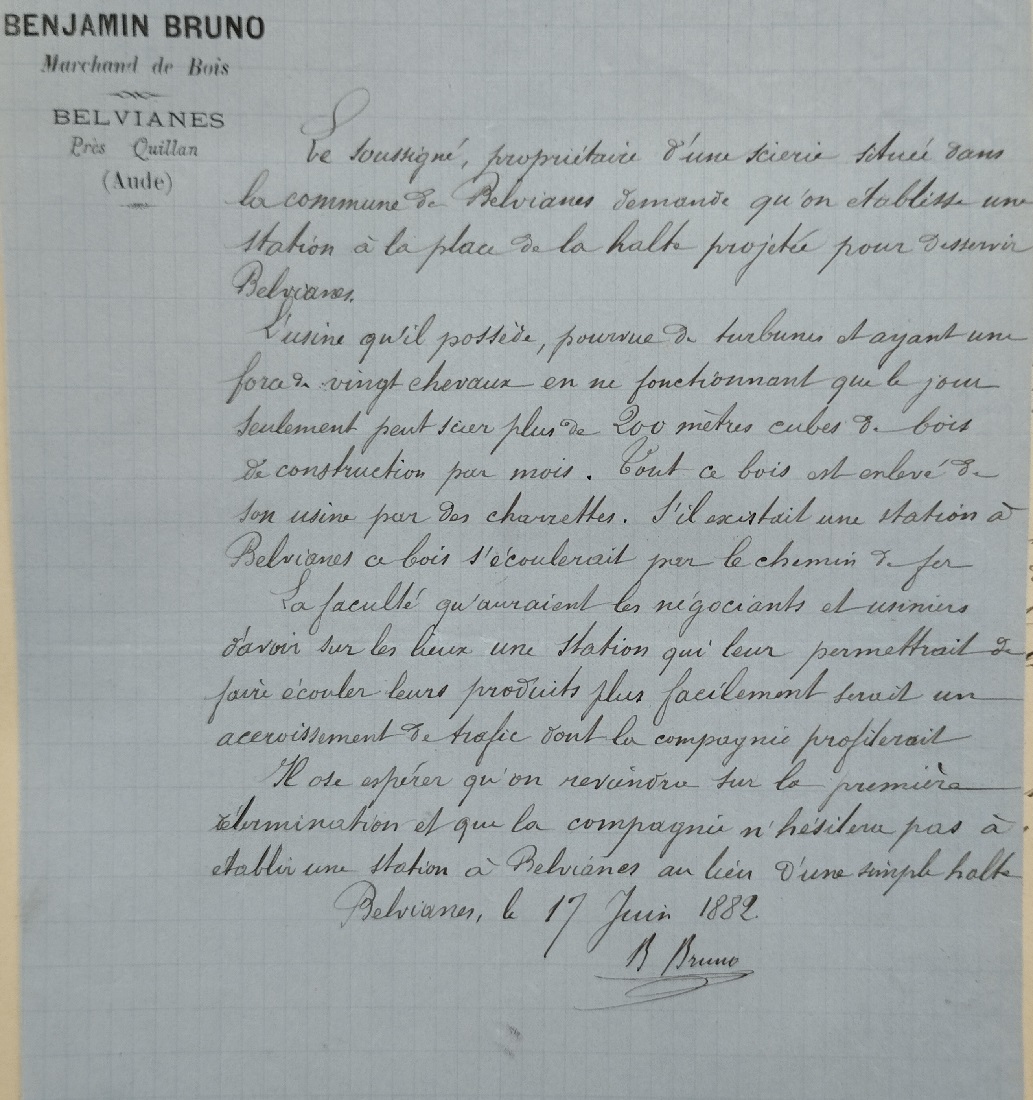 BENJAMIN BRUNO
Marchand de Bois
BELVIANES
Près Quillan
(Aude)
Le soussigné, propriétaire d'une scierie située dans
la commune de Belvianes demande qu'on établisse une
station à la place de la halte projetée pour desservir
Belvianes.
L'usine qu'il possède, pourvue de turbunes et ayant une
force de vingt chevaux en ne fonctionnant que le jour
seulement peut scier plus de 200 mètres cubes de bois
de construction par mois. Tout ce bois est enlevé de
son usine par des charrettes. S'il existait une station à
Belvianes ce bois s'écoulerait par le chemin de fer
La faculté qu'auraient les négociants et usiniers
d'avoir sur les lieux une station qui leur permettrait de
faire écouler leurs produits plus facilement serait un
accroissement de trafic dont la compagnie profiterait
Il ose espérer qu'on reviendra sur la première
détermination et que la compagnie n'hésitera pas à
etablir une station à Belvianes au lieu d'une simple halte
Belvianes, le 17 Juin 1882.
B Bruno